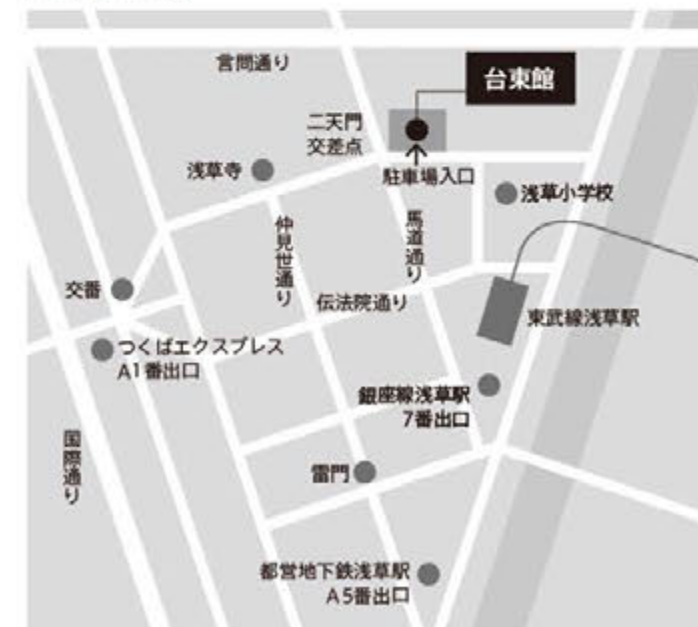 言問通り
台東館
二天門
交差点
浅草寺
駐車場入口
浅草小学校
仲見世通り
馬道通り
交番
伝法院通り
東武線浅草駅
つくばエクスプレス
A1番出口
銀座線浅草駅
7番出口
国際通り
雷門
都営地下鉄浅草駅
A5番出口